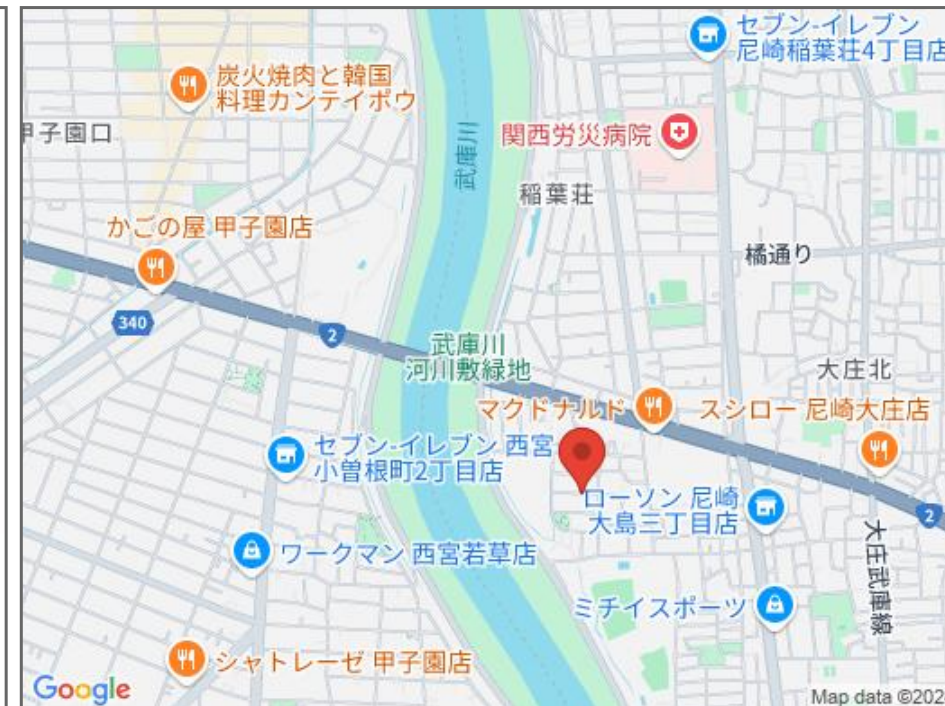 セブン-イレブン
尼崎稲葉荘4丁目店
炭火焼肉と韓国
料理カンテイポウ
甲子園口
武庫川
関西労災病院
稲葉荘
かごの屋 甲子園店
橘通り
340
2
武庫川
河川敷緑地
大庄北
マクドナルド
スシロー 尼崎大庄店
セブン-イレブン 西宮
小曽根町2丁目店
ローソン 尼崎
大島三丁目店
2
ワークマン 西宮若草店
大庄武庫線
ミチイスポーツ
シャトレーゼ 甲子園店
Google
Map data ©202